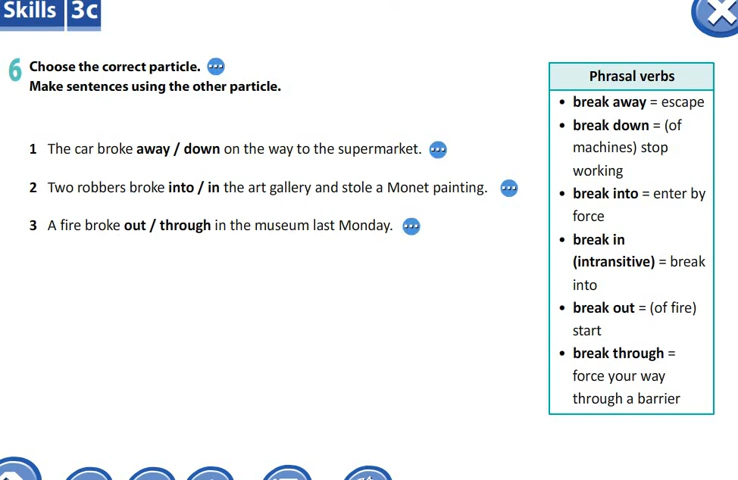 Skills 3c
6 Choose the correct particle.
Make sentences using the other particle.
1 The car broke away / down on the way to the supermarket.
2 Two robbers broke into / in the art gallery and stole a Monet painting.
3 A fire broke out / through in the museum last Monday.
Phrasal verbs
• break away = escape
• break down = (of
machines) stop
working
• break into = enter by
force
• break in
(intransitive) = break
into
• break out = (of fire)
start
• break through =
force your way
through a barrier